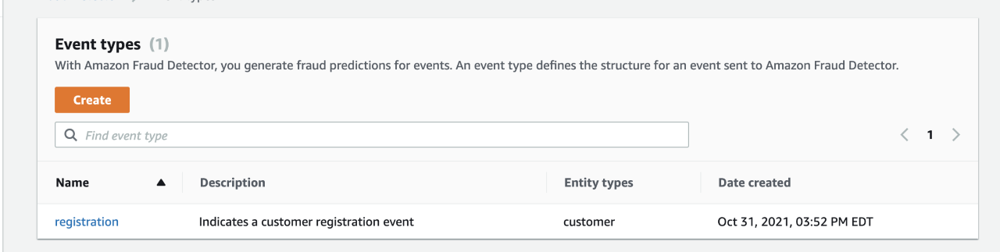 Event types (1)
With Amazon Fraud Detector, you generate fraud predictions for events. An event type defines the structure for an event sent to Amazon Fraud Detector.
Create
Find event type
1
Name Description Entity types Date created
registration Indicates a customer registration event customer Oct 31, 2021, 03:52 PM EDT